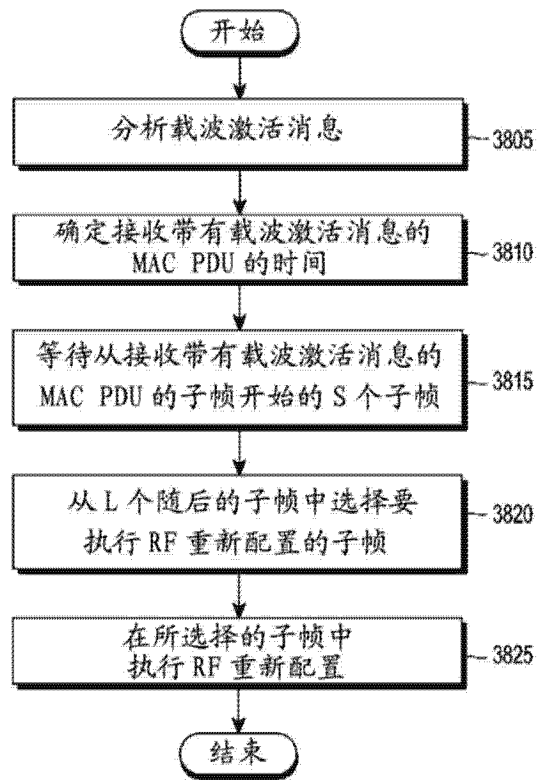 开始
分析载波激活消息
3805
确定接收带有载波激活消息的
MAC PDU 的时间
3810
等待从接收带有载波激活消息的
MAC PDU 的子帧开始的 S 个子帧
3815
从 L 个随后的子帧中选择要
执行 RF 重新配置的子帧
3820
在所选择的子帧中
执行 RF 重新配置
3825
结束